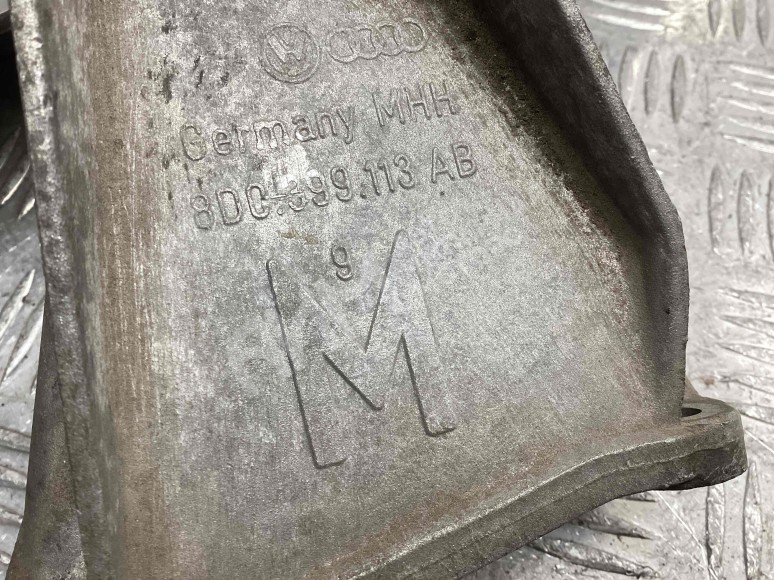 Germany MHH
8D0.399.113 AB
9
M